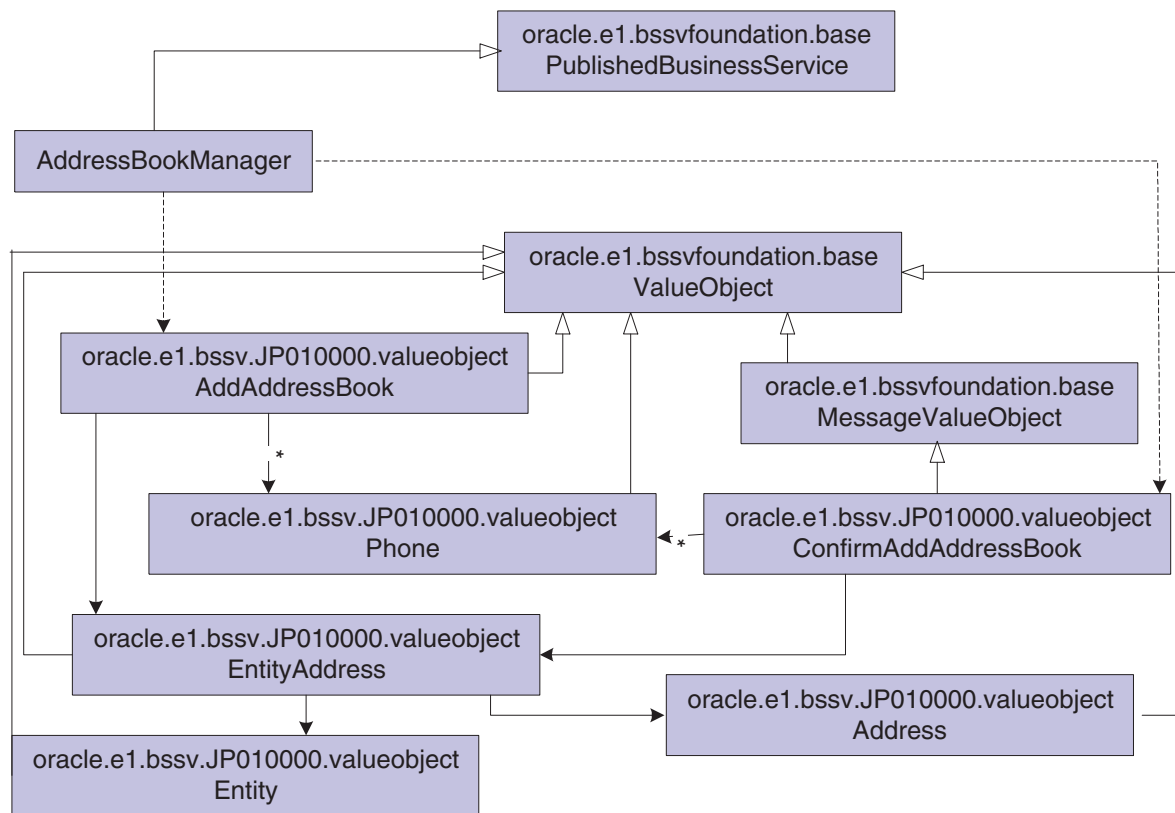 oracle.e1.bssvfoundation.base
PublishedBusinessService
AddressBookManager
oracle.e1.bssvfoundation.base
ValueObject
oracle.e1.bssv.JP010000.valueobject
AddAddressBook
oracle.e1.bssvfoundation.base
MessageValueObject
*
oracle.e1.bssv.JP010000.valueobject
Phone
*
oracle.e1.bssv.JP010000.valueobject
ConfirmAddAddressBook
oracle.e1.bssv.JP010000.valueobject
EntityAddress
oracle.e1.bssv.JP010000.valueobject
Address
oracle.e1.bssv.JP010000.valueobject
Entity